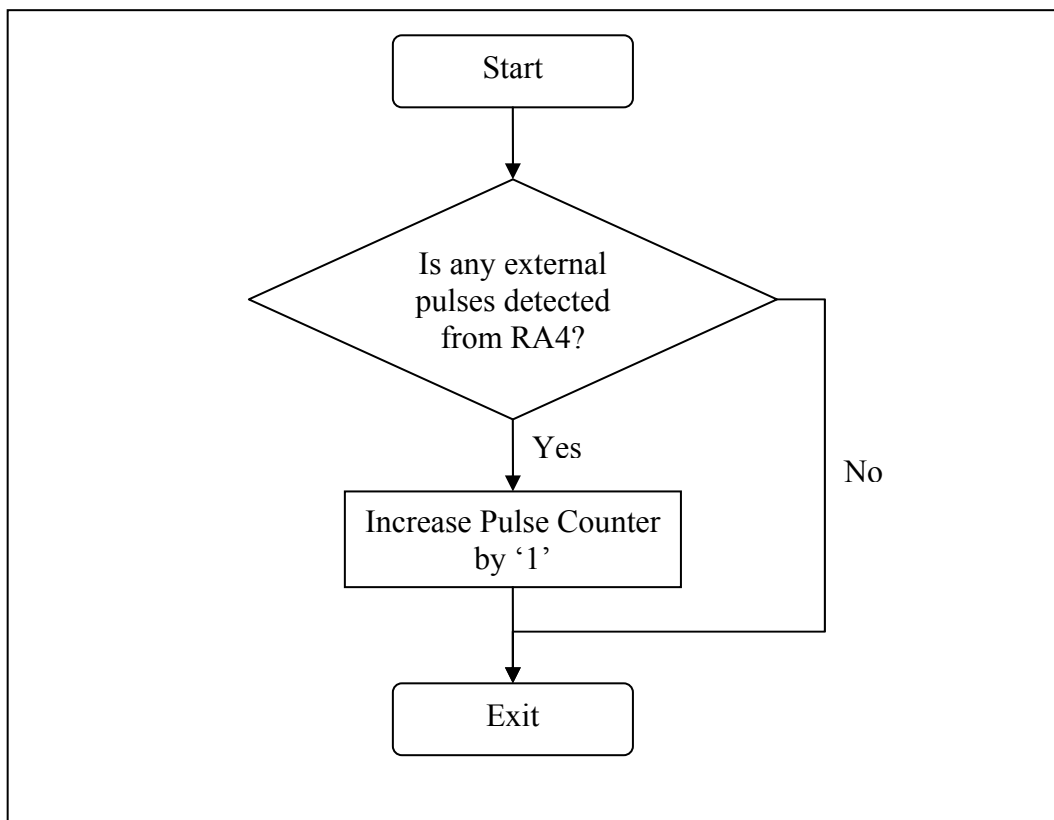 Start
Is any external
pulses detected
from RA4?
Yes
No
Increase Pulse Counter
by ‘1’
Exit